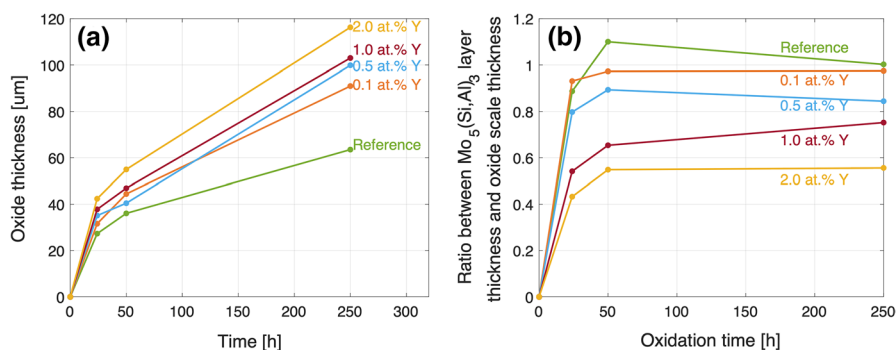 (a)
Oxide thickness [um]
120
100
80
60
40
20
0
2.0 at.% Y
1.0 at.% Y
0.5 at.% Y
0.1 at.% Y
Reference
0 50 100 150 200 250 300
Time [h]
(b)
Ratio between Mo5(Si,Al)3 layer
thickness and oxide scale thickness
1.2
1
0.8
0.6
0.4
0.2
0
Reference
0.1 at.% Y
0.5 at.% Y
1.0 at.% Y
2.0 at.% Y
0 50 100 150 200 250
Oxidation time [h]